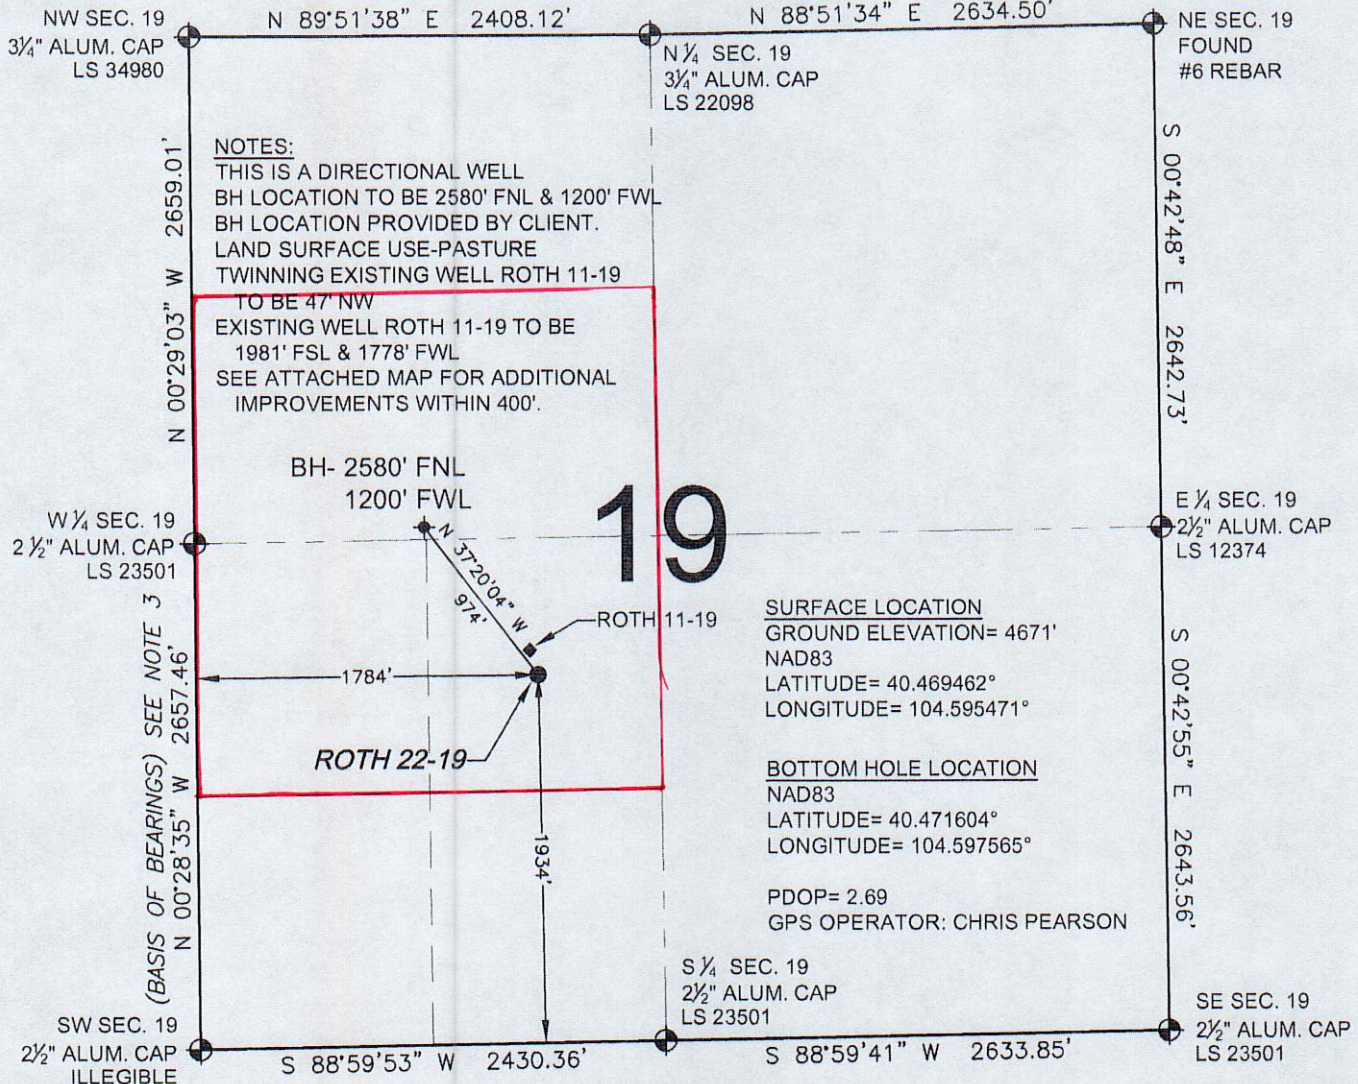 NW SEC. 19
3¼" ALUM. CAP
LS 34980
N 89°51'38" E 2408.12'
N ¼ SEC. 19
3¼" ALUM. CAP
LS 22098
N 88°51'34" E 2634.50'
NE SEC. 19
FOUND
#6 REBAR
N 00°29'03" W 2659.01'
NOTES:
THIS IS A DIRECTIONAL WELL
BH LOCATION TO BE 2580' FNL & 1200' FWL
BH LOCATION PROVIDED BY CLIENT.
LAND SURFACE USE-PASTURE
TWINNING EXISTING WELL ROTH 11-19
TO BE 47' NW
EXISTING WELL ROTH 11-19 TO BE
1981' FSL & 1778' FWL
SEE ATTACHED MAP FOR ADDITIONAL
IMPROVEMENTS WITHIN 400'.
S 00°42'48" E 2642.73'
BH- 2580' FNL
1200' FWL
19
W ¼ SEC. 19
2 ½" ALUM. CAP
LS 23501
E ¼ SEC. 19
2½" ALUM. CAP
LS 12374
N 37°20'04" W
974'
ROTH 11-19
1784'
ROTH 22-19
1934'
SURFACE LOCATION
GROUND ELEVATION= 4671'
NAD83
LATITUDE= 40.469462°
LONGITUDE= 104.595471°
BOTTOM HOLE LOCATION
NAD83
LATITUDE= 40.471604°
LONGITUDE= 104.597565°
PDOP= 2.69
GPS OPERATOR: CHRIS PEARSON
(BASIS OF BEARINGS) SEE NOTE 3
N 00°28'35" W 2657.46'
S 00°42'55" E 2643.56'
SW SEC. 19
2½" ALUM. CAP
ILLEGIBLE
S 88°59'53" W 2430.36'
S ¼ SEC. 19
2½" ALUM. CAP
LS 23501
S 88°59'41" W 2633.85'
SE SEC. 19
2½" ALUM. CAP
LS 23501